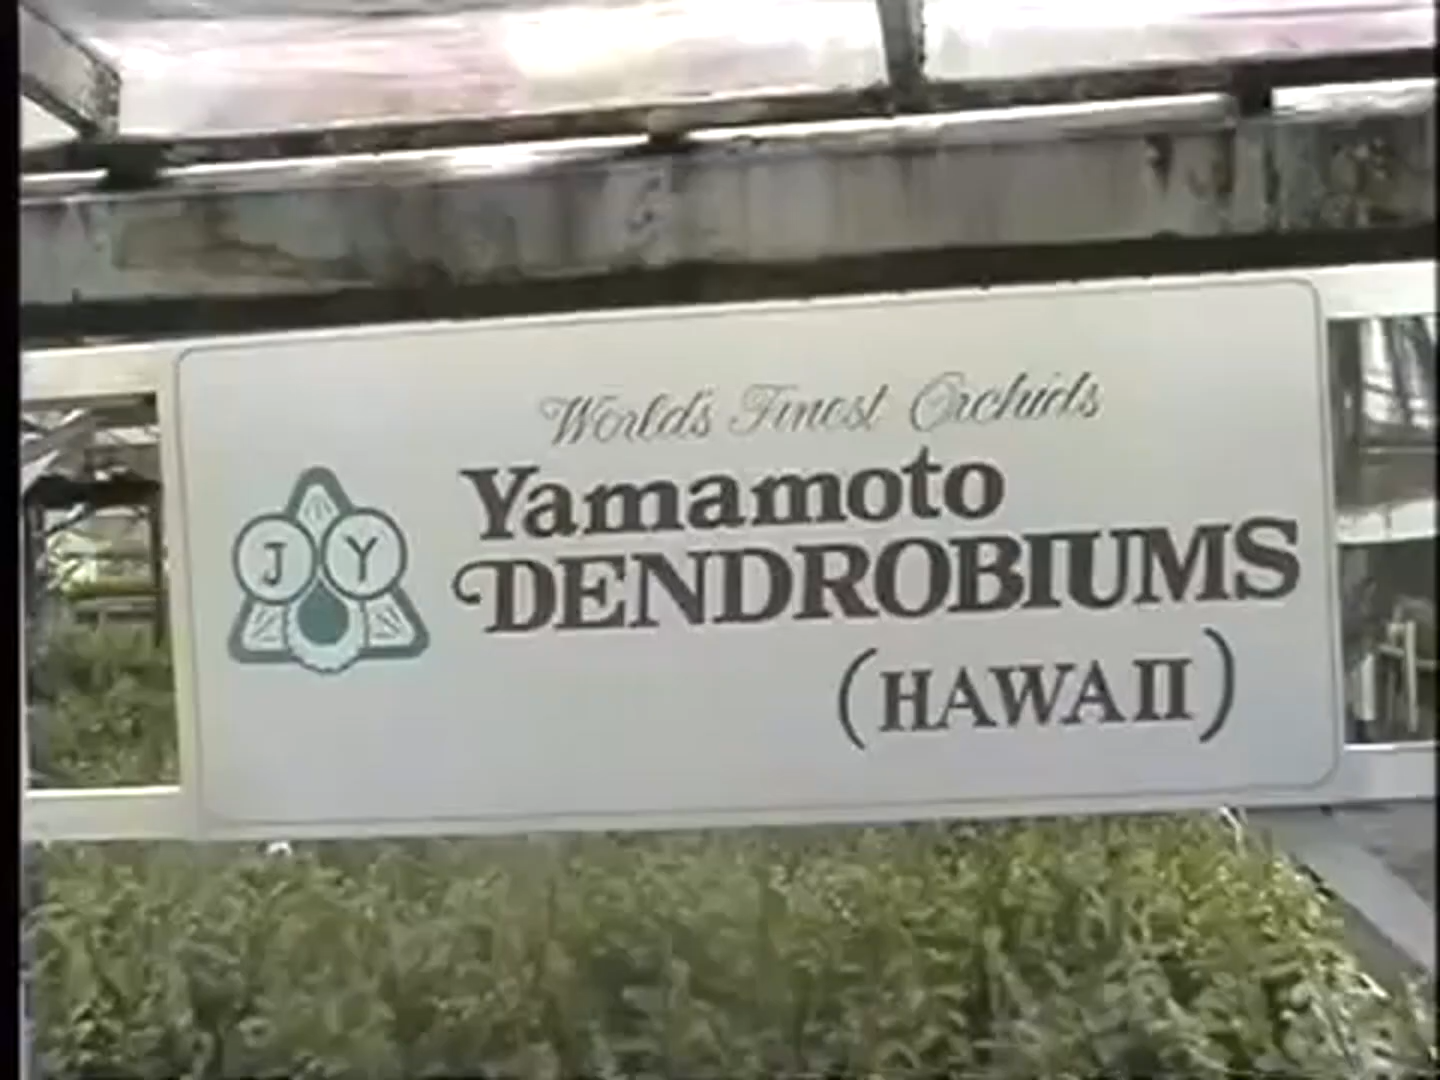 World's Finest Orchids
Yamamoto
DENDROBIUMS
(HAWAII)
J Y